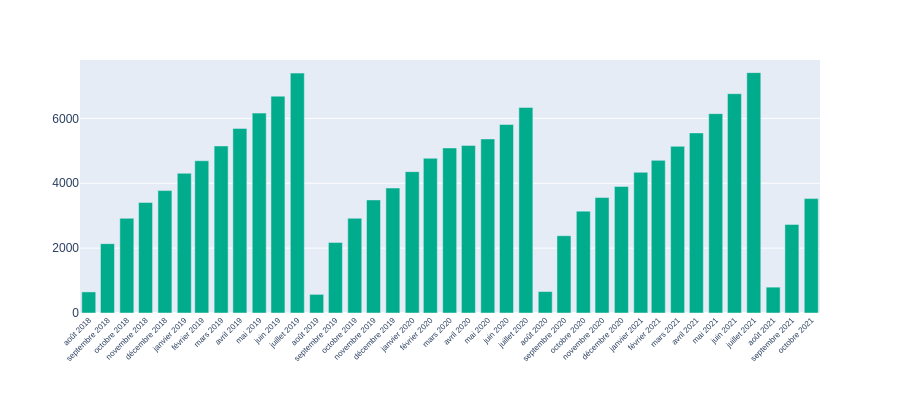 6000
4000
2000
0
août 2018
septembre 2018
octobre 2018
novembre 2018
décembre 2018
janvier 2019
février 2019
mars 2019
avril 2019
mai 2019
juin 2019
juillet 2019
août 2019
septembre 2019
octobre 2019
novembre 2019
décembre 2019
janvier 2020
février 2020
mars 2020
avril 2020
mai 2020
juin 2020
juillet 2020
août 2020
septembre 2020
octobre 2020
novembre 2020
décembre 2020
janvier 2021
février 2021
mars 2021
avril 2021
mai 2021
juin 2021
juillet 2021
août 2021
septembre 2021
octobre 2021